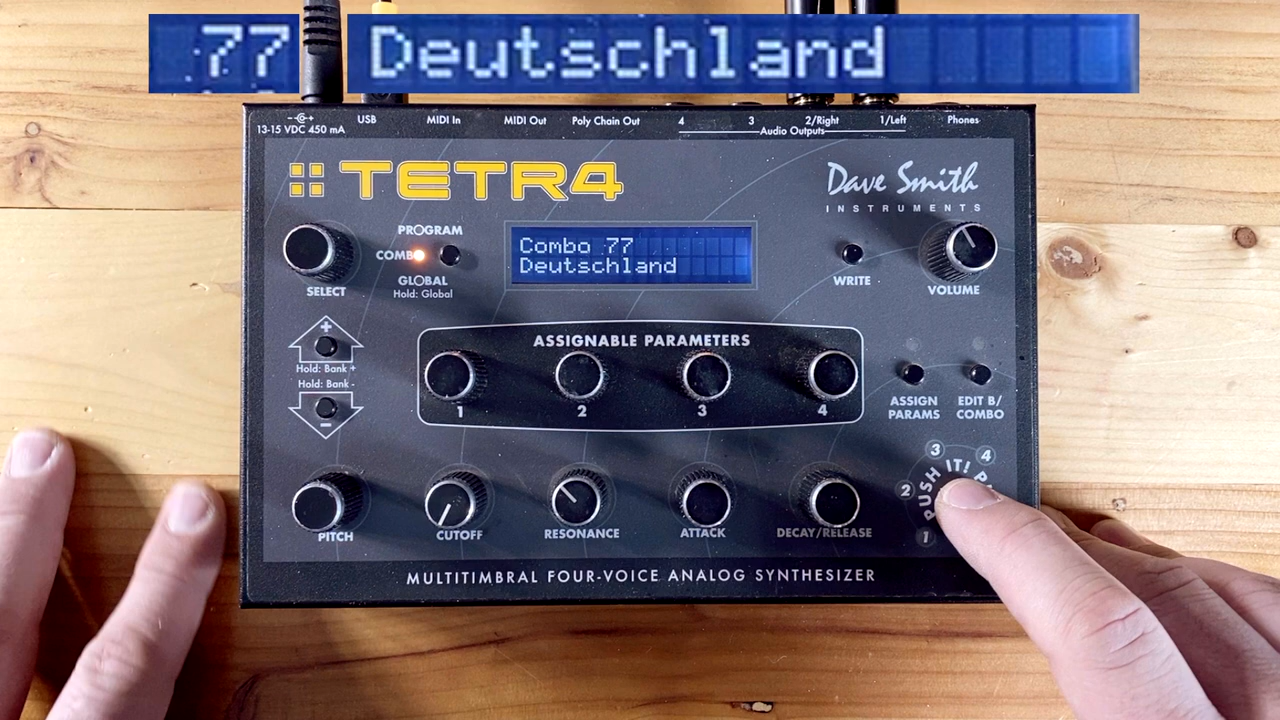 77 Deutschland
13-15 VDC 450 mA USB MIDI In MIDI Out Poly Chain Out 4 3 2/Right 1/Left Phones
Audio Outputs
TETR4
Dave Smith
INSTRUMENTS
PROGRAM
COMBO
GLOBAL
Hold: Global
SELECT
Combo 77
Deutschland
WRITE
VOLUME
+
Hold: Bank +
Hold: Bank -
-
ASSIGNABLE PARAMETERS
1 2 3 4
ASSIGN
PARAMS
EDIT B/
COMBO
PITCH CUTOFF RESONANCE ATTACK DECAY/RELEASE
1 2 3 4
PUSH IT!
MULTITIMBRAL FOUR-VOICE ANALOG SYNTHESIZER